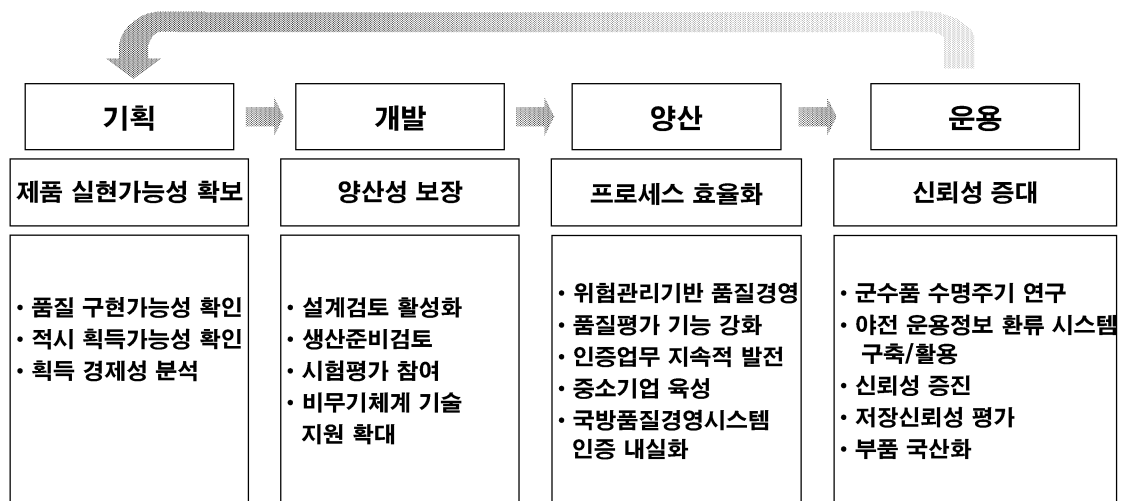 기획
개발
양산
운용
제품 실현가능성 확보
양산성 보장
프로세스 효율화
신뢰성 증대
• 품질 구현가능성 확인
• 적시 획득가능성 확인
• 획득 경제성 분석
• 설계검토 활성화
• 생산준비검토
• 시험평가 참여
• 비무기체계 기술
지원 확대
• 위험관리기반 품질경영
• 품질평가 기능 강화
• 인증업무 지속적 발전
• 중소기업 육성
• 국방품질경영시스템
인증 내실화
• 군수품 수명주기 연구
• 야전 운용정보 환류 시스템
구축/활용
• 신뢰성 증진
• 저장신뢰성 평가
• 부품 국산화